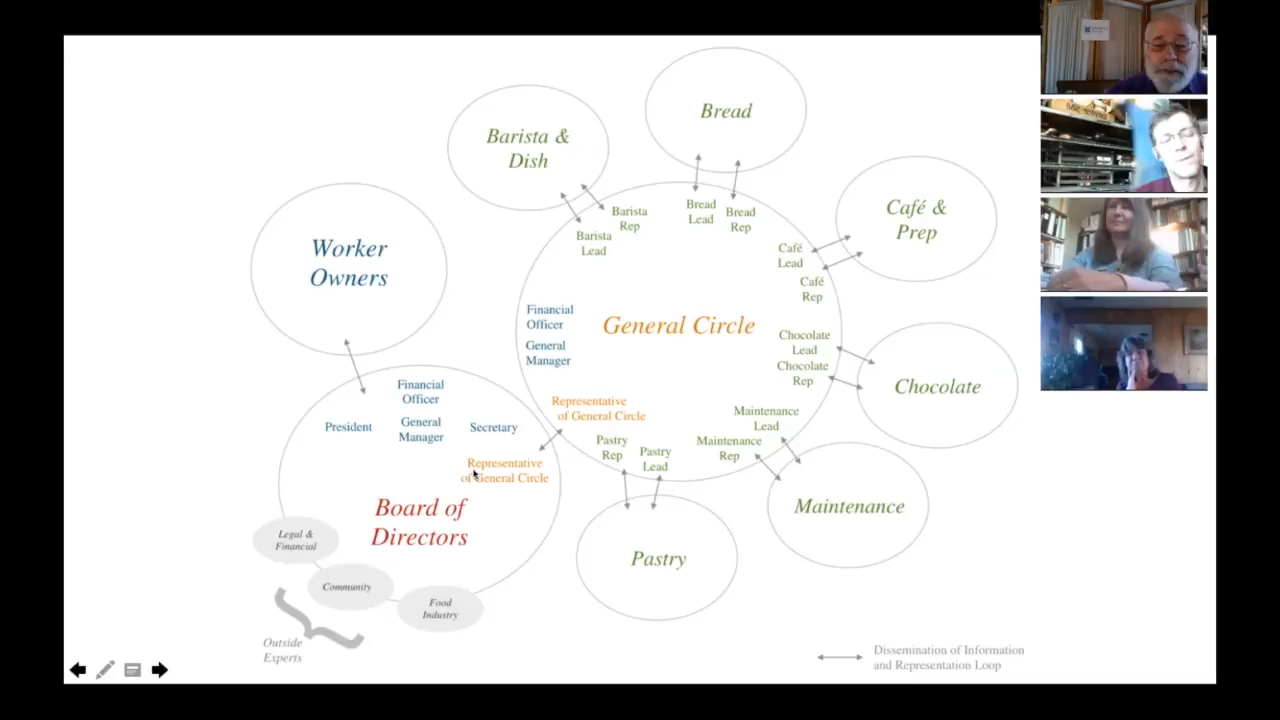 Bread
Barista &
Dish
Café &
Prep
Bread
Lead
Bread
Rep
Barista
Rep
Barista
Lead
Worker
Owners
Café
Lead
Café
Rep
Financial
Officer
General
Manager
General Circle
Chocolate
Lead
Chocolate
Rep
Chocolate
Representative
of General Circle
Maintenance
Lead
Maintenance
Rep
Pastry
Rep
Pastry
Lead
Financial
Officer
President
General
Manager
Secretary
Representative
of General Circle
Board of
Directors
Maintenance
Pastry
Legal &
Financial
Community
Food
Industry
Outside
Experts
Dissemination of Information
and Representation Loop